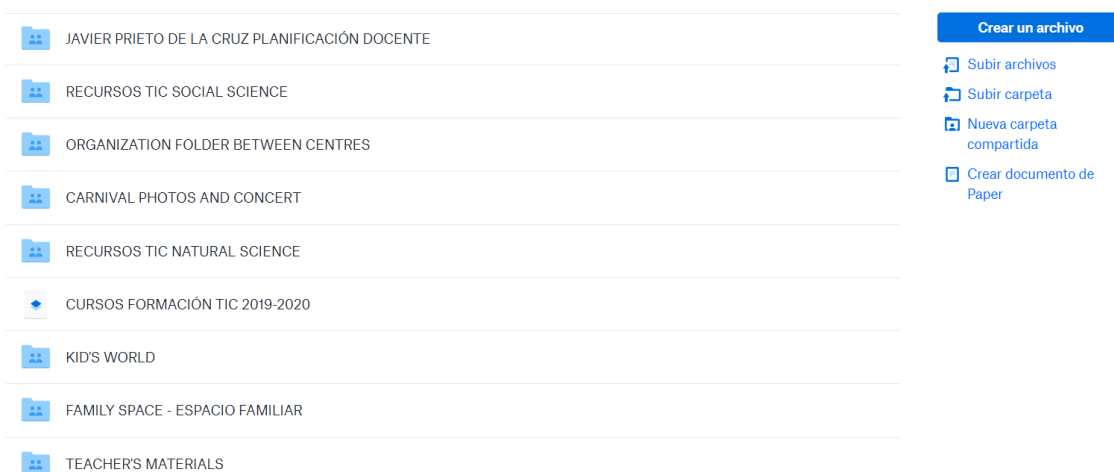 JAVIER PRIETO DE LA CRUZ PLANIFICACIÓN DOCENTE
RECURSOS TIC SOCIAL SCIENCE
ORGANIZATION FOLDER BETWEEN CENTRES
CARNIVAL PHOTOS AND CONCERT
RECURSOS TIC NATURAL SCIENCE
CURSOS FORMACIÓN TIC 2019-2020
KID'S WORLD
FAMILY SPACE - ESPACIO FAMILIAR
TEACHER'S MATERIALS
Crear un archivo
Subir archivos
Subir carpeta
Nueva carpeta
compartida
Crear documento de
Paper